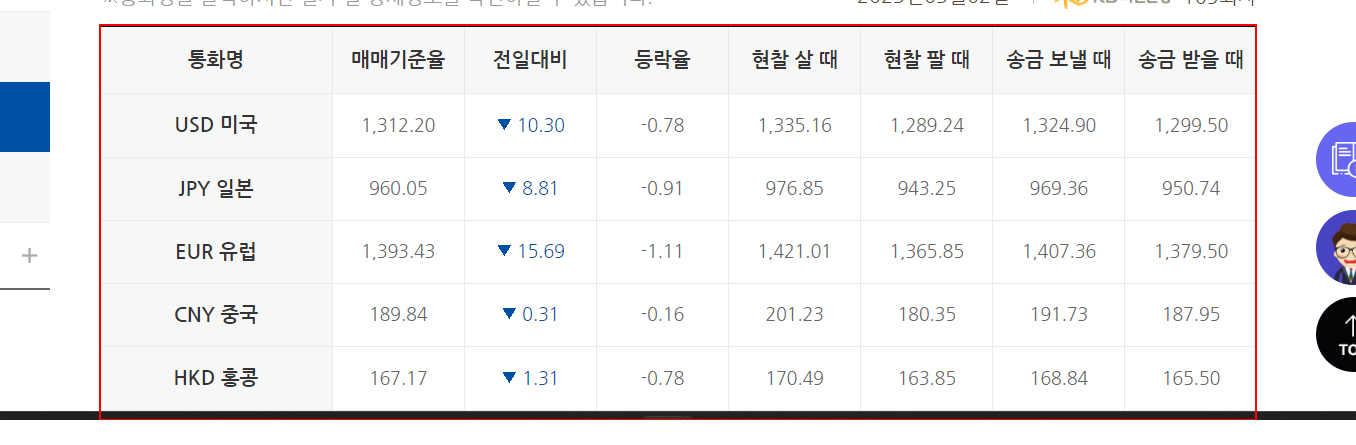 통화명 매매기준율 전일대비 등락율 현찰 살 때 현찰 팔 때 송금 보낼 때 송금 받을 때
USD 미국 1,312.20 ▼ 10.30 -0.78 1,335.16 1,289.24 1,324.90 1,299.50
JPY 일본 960.05 ▼ 8.81 -0.91 976.85 943.25 969.36 950.74
EUR 유럽 1,393.43 ▼ 15.69 -1.11 1,421.01 1,365.85 1,407.36 1,379.50
CNY 중국 189.84 ▼ 0.31 -0.16 201.23 180.35 191.73 187.95
HKD 홍콩 167.17 ▼ 1.31 -0.78 170.49 163.85 168.84 165.50